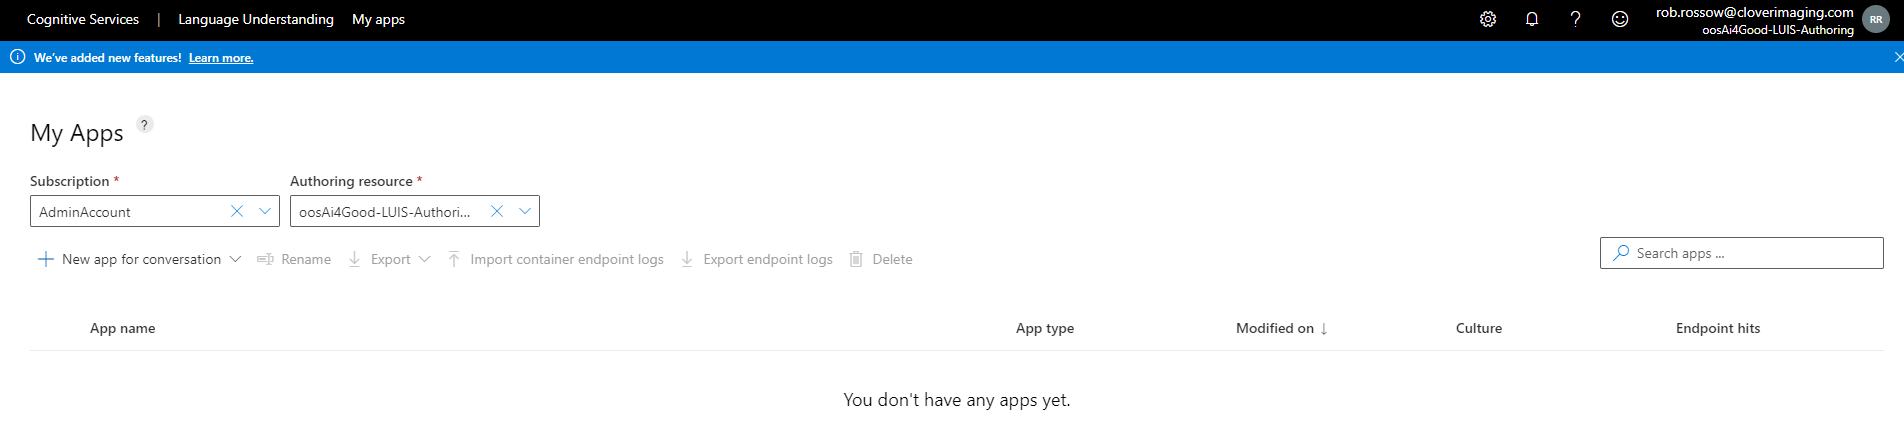 Cognitive Services | Language Understanding My apps
rob.rossow@cloverimaging.com
oosAi4Good-LUIS-Authoring
RR
We've added new features! Learn more.
My Apps ?
Subscription * Authoring resource *
AdminAccount oosAi4Good-LUIS-Authori...
New app for conversation Rename Export Import container endpoint logs Export endpoint logs Delete
Search apps ...
App name App type Modified on ↓ Culture Endpoint hits
You don't have any apps yet.